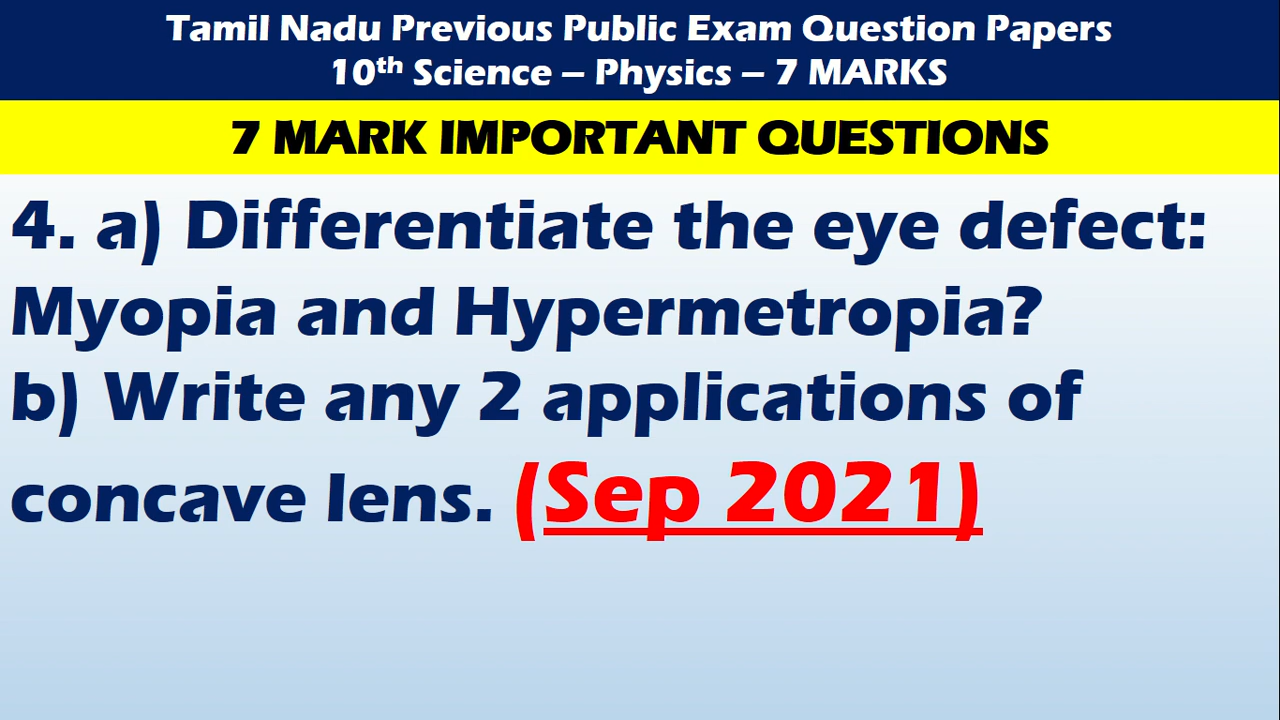 Tamil Nadu Previous Public Exam Question Papers
10th Science – Physics – 7 MARKS
7 MARK IMPORTANT QUESTIONS
4. a) Differentiate the eye defect:
Myopia and Hypermetropia?
b) Write any 2 applications of
concave lens. (Sep 2021)